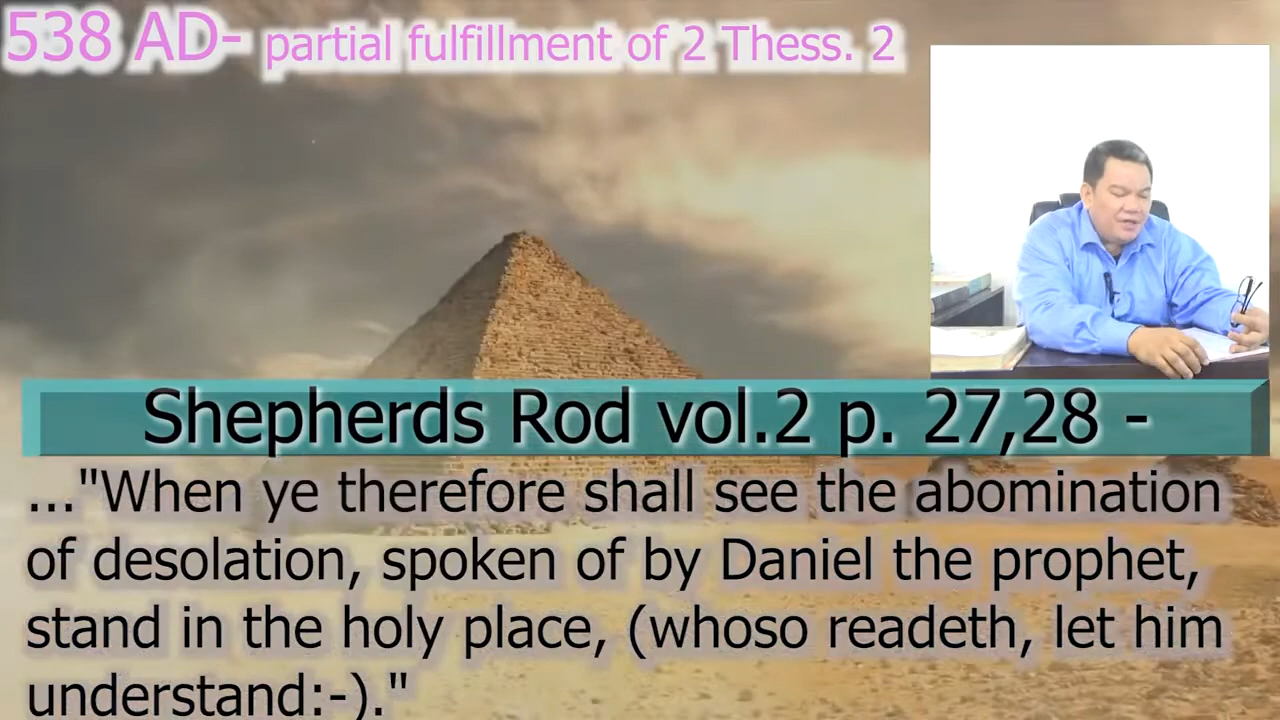 538 AD- partial fulfillment of 2 Thess. 2
Shepherds Rod vol.2 p. 27,28 -
..."When ye therefore shall see the abomination
of desolation, spoken of by Daniel the prophet,
stand in the holy place, (whoso readeth, let him
understand:-)."